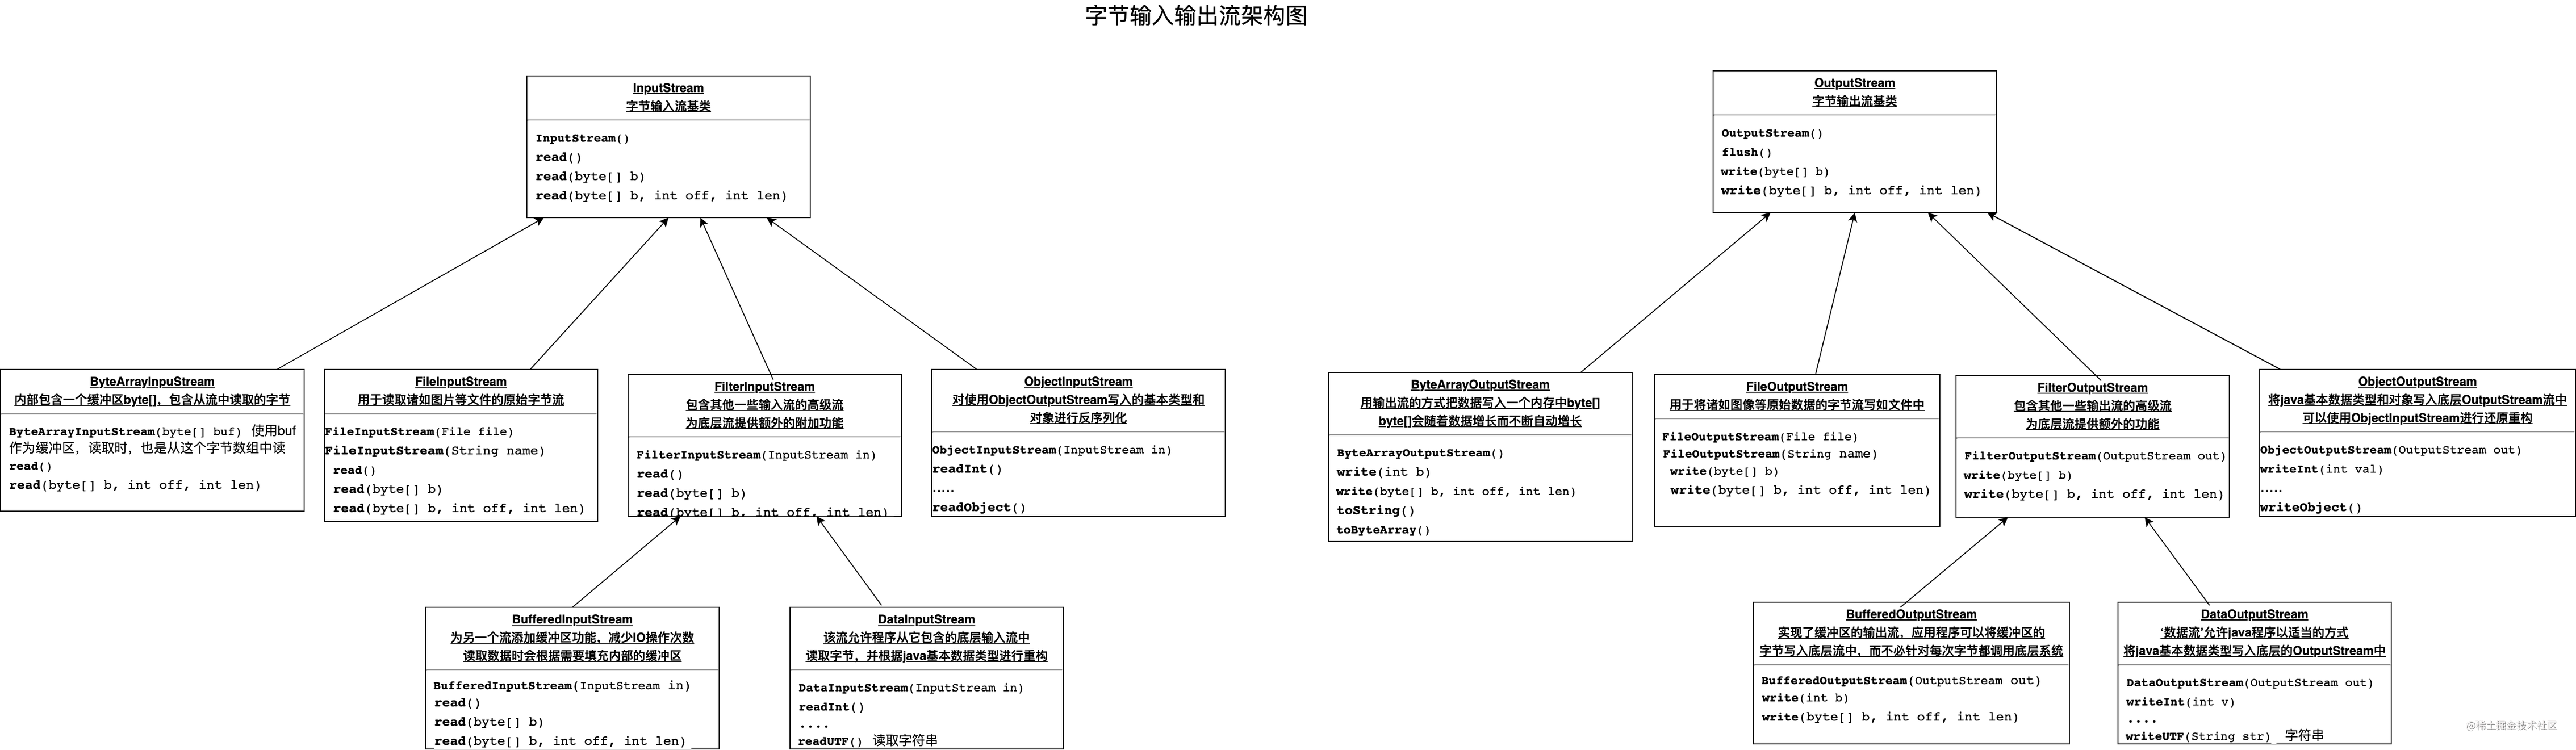 字节输入输出流架构图
InputStream
字节输入流基类
InputStream()
read()
read(byte[] b)
read(byte[] b, int off, int len)
OutputStream
字节输出流基类
OutputStream()
flush()
write(byte[] b)
write(byte[] b, int off, int len)
ByteArrayInpuStream
内部包含一个缓冲区byte[]，包含从流中读取的字节
ByteArrayInputStream(byte[] buf) 使用buf
作为缓冲区，读取时，也是从这个字节数组中读
read()
read(byte[] b, int off, int len)
FileInputStream
用于读取诸如图片等文件的原始字节流
FileInputStream(File file)
FileInputStream(String name)
read()
read(byte[] b)
read(byte[] b, int off, int len)
FilterInputStream
包含其他一些输入流的高级流
为底层流提供额外的附加功能
FilterInputStream(InputStream in)
read()
read(byte[] b)
read(byte[] b, int off, int len)
ObjectInputStream
对使用ObjectOutputStream写入的基本类型和
对象进行反序列化
ObjectInputStream(InputStream in)
readInt()
.....
readObject()
ByteArrayOutputStream
用输出流的方式把数据写入一个内存中byte[]
byte[]会随着数据增长而不断自动增长
ByteArrayOutputStream()
write(int b)
write(byte[] b, int off, int len)
toString()
toByteArray()
FileOutputStream
用于将诸如图像等原始数据的字节流写如文件中
FileOutputStream(File file)
FileOutputStream(String name)
write(byte[] b)
write(byte[] b, int off, int len)
FilterOutputStream
包含其他一些输出流的高级流
为底层流提供额外的功能
FilterOutputStream(OutputStream out)
write(byte[] b)
write(byte[] b, int off, int len)
ObjectOutputStream
将java基本数据类型和对象写入底层OutputStream流中
可以使用ObjectInputStream进行还原重构
ObjectOutputStream(OutputStream out)
writeInt(int val)
.....
writeObject()
BufferedInputStream
为另一个流添加缓冲区功能，减少IO操作次数
读取数据时会根据需要填充内部的缓冲区
BufferedInputStream(InputStream in)
read()
read(byte[] b)
read(byte[] b, int off, int len)
DataInputStream
该流允许程序从它包含的底层输入流中
读取字节，并根据java基本数据类型进行重构
DataInputStream(InputStream in)
readInt()
....
readUTF() 读取字符串
BufferedOutputStream
实现了缓冲区的输出流，应用程序可以将缓冲区的
字节写入底层流中，而不必针对每次字节都调用底层系统
BufferedOutputStream(OutputStream out)
write(int b)
write(byte[] b, int off, int len)
DataOutputStream
‘数据流’允许java程序以适当的方式
将java基本数据类型写入底层的OutputStream中
DataOutputStream(OutputStream out)
writeInt(int v)
....
writeUTF(String str) 字符串
@稀土掘金技术社区